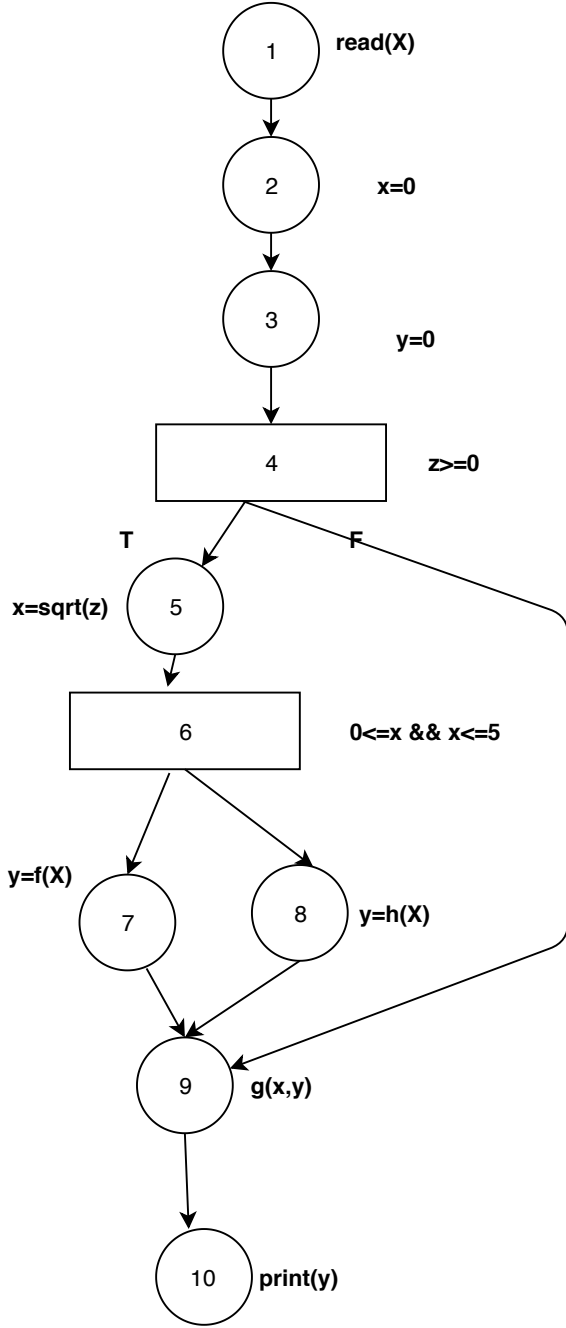 1
read(X)
2
x=0
3
y=0
4
z>=0
T
F
x=sqrt(z)
5
6
0<=x && x<=5
y=f(X)
7
8
y=h(X)
9
g(x,y)
10
print(y)